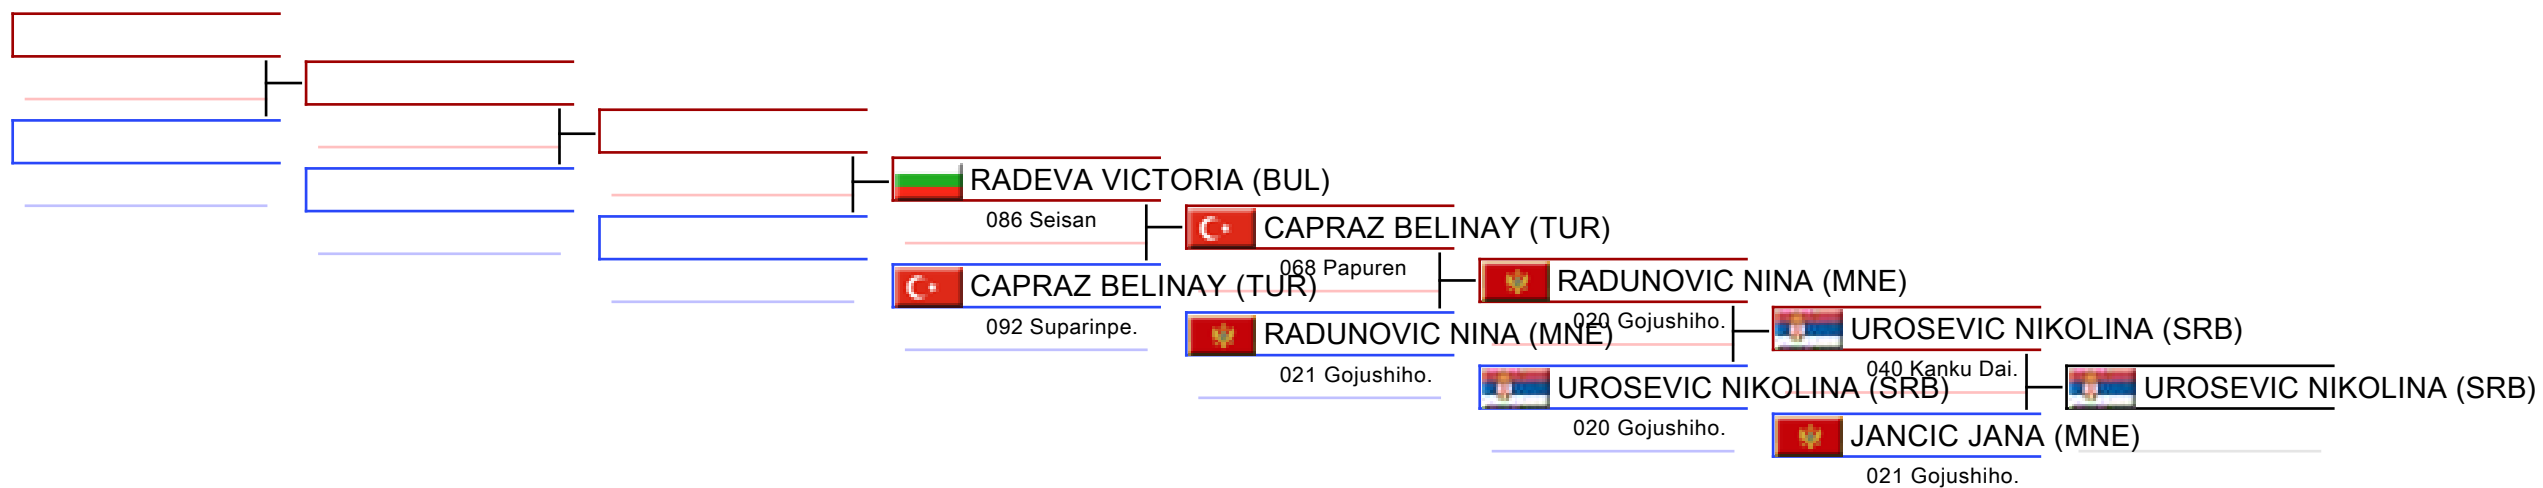 RADEVA VICTORIA (BUL)
086 Seisan
CAPRAZ BELINAY (TUR)
092 Suparinpe.
CAPRAZ BELINAY (TUR)
068 Papuren
RADUNOVIC NINA (MNE)
021 Gojushiho.
RADUNOVIC NINA (MNE)
020 Gojushiho.
UROSEVIC NIKOLINA (SRB)
020 Gojushiho.
UROSEVIC NIKOLINA (SRB)
040 Kanku Dai.
JANCIC JANA (MNE)
021 Gojushiho.
UROSEVIC NIKOLINA (SRB)